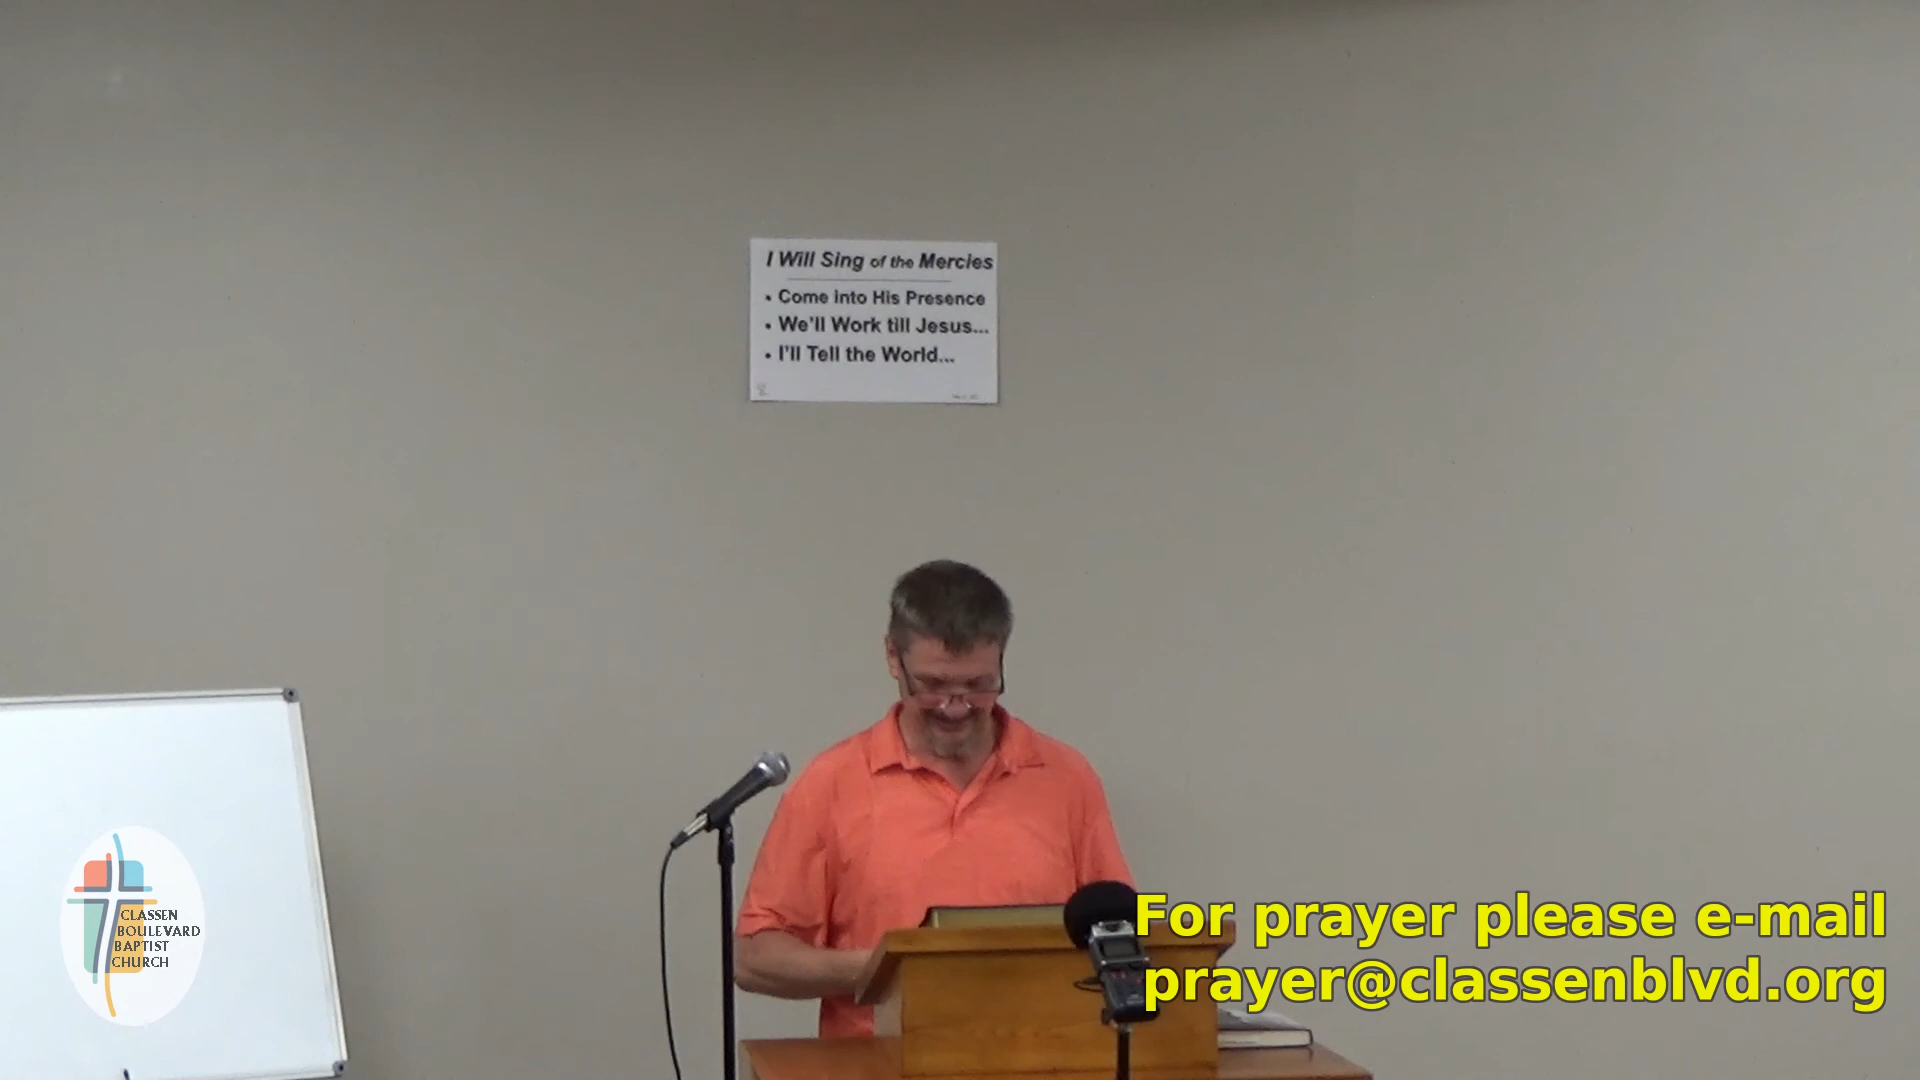 I Will Sing of the Mercies
• Come into His Presence
• We'll Work till Jesus...
• I'll Tell the World...
CLASSEN
BOULEVARD
BAPTIST
CHURCH
For prayer please e-mail
prayer@classenblvd.org